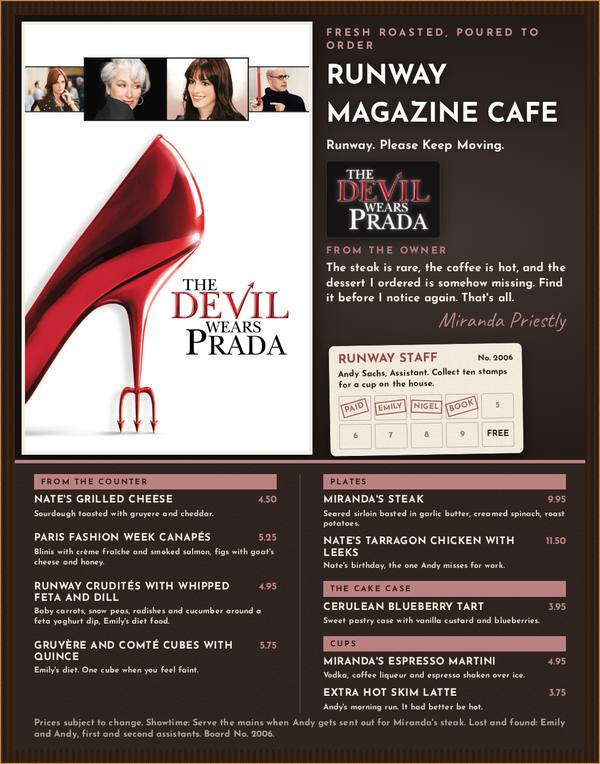 FRESH ROASTED, POURED TO
ORDER
RUNWAY
MAGAZINE CAFE
Runway. Please Keep Moving.
THE
DEVIL
WEARS
PRADA
FROM THE OWNER
The steak is rare, the coffee is hot, and the
dessert I ordered is somehow missing. Find
it before I notice again. That's all.
Miranda Priestly
THE
DEVIL
WEARS
PRADA
RUNWAY STAFF No. 2006
Andy Sachs, Assistant. Collect ten stamps
for a cup on the house.
PAID EMILY NIGEL BOOK 5
6 7 8 9 FREE
FROM THE COUNTER
NATE'S GRILLED CHEESE 4.50
Sourdough toasted with gruyere and cheddar.
PARIS FASHION WEEK CANAPÉS 5.25
Blinis with crème fraîche and smoked salmon, figs with goat's
cheese and honey.
RUNWAY CRUDITÉS WITH WHIPPED 4.95
FETA AND DILL
Baby carrots, snow peas, radishes and cucumber around a
feta yoghurt dip, Emily's diet food.
GRUYÈRE AND COMTÉ CUBES WITH 5.75
QUINCE
Emily's diet. One cube when you feel faint.
PLATES
MIRANDA'S STEAK 9.95
Seared sirloin basted in garlic butter, creamed spinach, roast
potatoes.
NATE'S TARRAGON CHICKEN WITH 11.50
LEEKS
Nate's birthday, the one Andy misses for work.
THE CAKE CASE
CERULEAN BLUEBERRY TART 3.95
Sweet pastry case with vanilla custard and blueberries.
CUPS
MIRANDA'S ESPRESSO MARTINI 4.95
Vodka, coffee liqueur and espresso shaken over ice.
EXTRA HOT SKIM LATTE 3.75
Andy's morning run. It had better be hot.
Prices subject to change. Showtime: Serve the mains when Andy gets sent out for Miranda's steak. Lost and found: Emily
and Andy, first and second assistants. Board No. 2006.